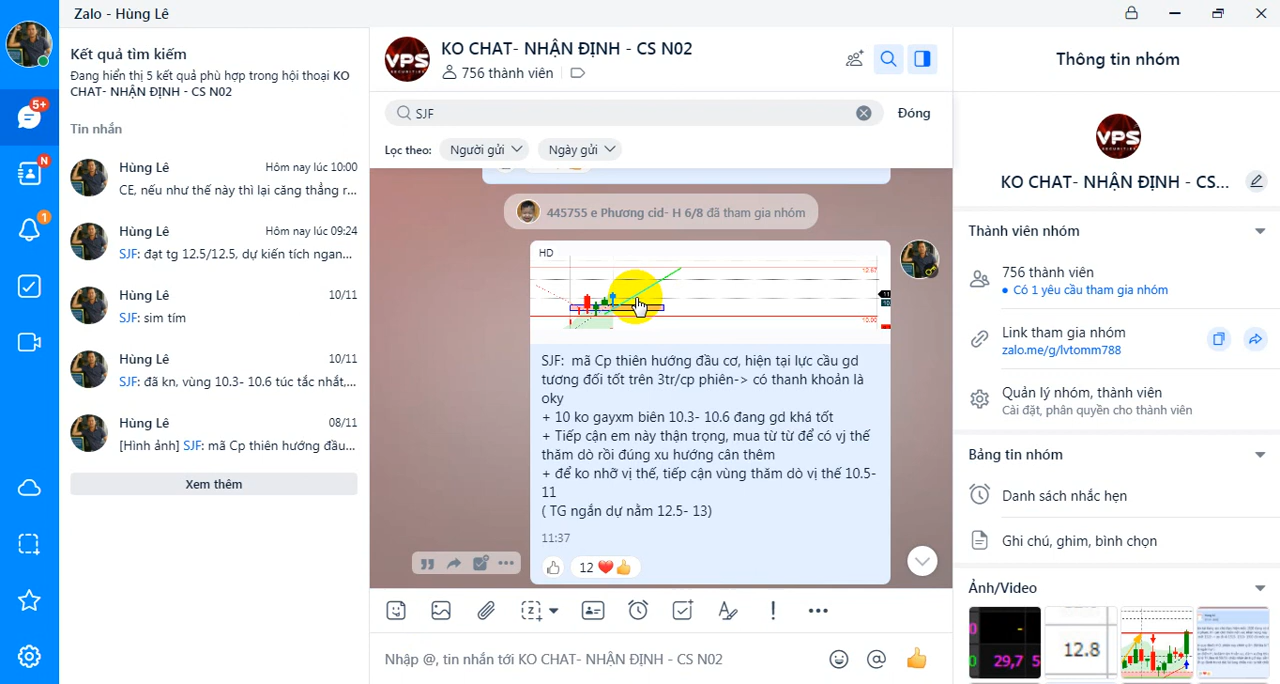 Zalo - Hùng Lê
Kết quả tìm kiếm
Đang hiển thị 5 kết quả phù hợp trong hội thoại KO
CHAT- NHẬN ĐỊNH - CS N02
Tin nhắn
Hùng Lê
Hôm nay lúc 10:00
CE, nếu như thế này thì lại căng thẳng r...
Hùng Lê
Hôm nay lúc 09:24
SJF: đạt tg 12.5/12.5, dự kiến tích ngan...
Hùng Lê
10/11
SJF: sim tím
Hùng Lê
10/11
SJF: đã kn, vùng 10.3- 10.6 túc tắc nhắt,...
Hùng Lê
08/11
[Hình ảnh] SJF: mã Cp thiên hướng đầu...
Xem thêm
5+
N
1
VPS
SECURITIES
KO CHAT- NHẬN ĐỊNH - CS N02
756 thành viên
SJF
Đóng
Lọc theo:
Người gửi
Ngày gửi
445755 e Phương cid- H 6/8 đã tham gia nhóm
HD
12.67
10.00
SJF: mã Cp thiên hướng đầu cơ, hiện tại lực cầu gd
tương đối tốt trên 3tr/cp phiên-> có thanh khoản là
oky
+ 10 ko gayxm biên 10.3- 10.6 đang gd khá tốt
+ Tiếp cận em này thận trọng, mua từ từ để có vị thế
thăm dò rồi đúng xu hướng cân thêm
+ để ko nhỡ vị thế, tiếp cận vùng thăm dò vị thế 10.5-
11
( TG ngắn dự nằm 12.5- 13)
11:37
12
Nhập @, tin nhắn tới KO CHAT- NHẬN ĐỊNH - CS N02
Thông tin nhóm
VPS
SECURITIES
KO CHAT- NHẬN ĐỊNH - CS...
Thành viên nhóm
756 thành viên
Có 1 yêu cầu tham gia nhóm
Link tham gia nhóm
zalo.me/g/lvtomm788
Quản lý nhóm, thành viên
Cài đặt, phân quyền cho thành viên
Bảng tin nhóm
Danh sách nhắc hẹn
Ghi chú, ghim, bình chọn
Ảnh/Video
29,7
12.8